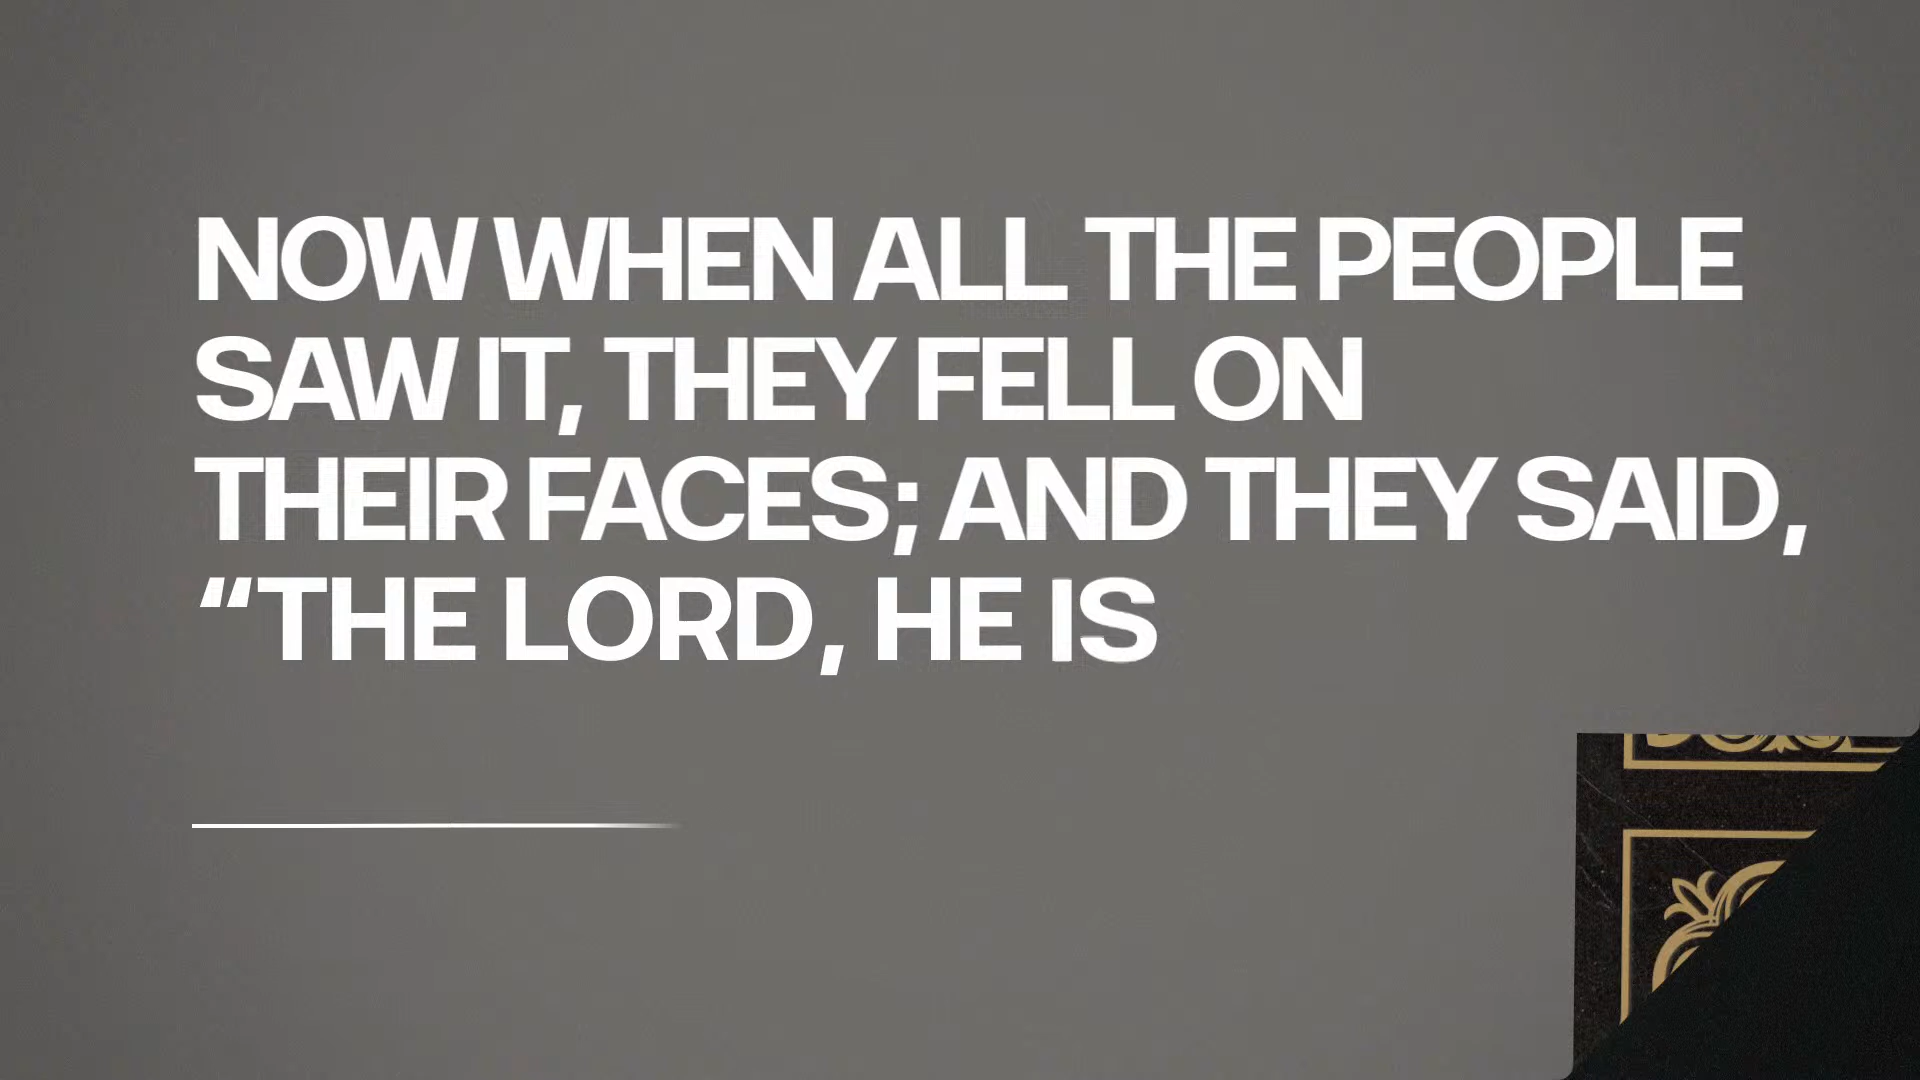 NOW WHEN ALL THE PEOPLE
SAW IT, THEY FELL ON
THEIR FACES; AND THEY SAID,
“THE LORD, HE IS